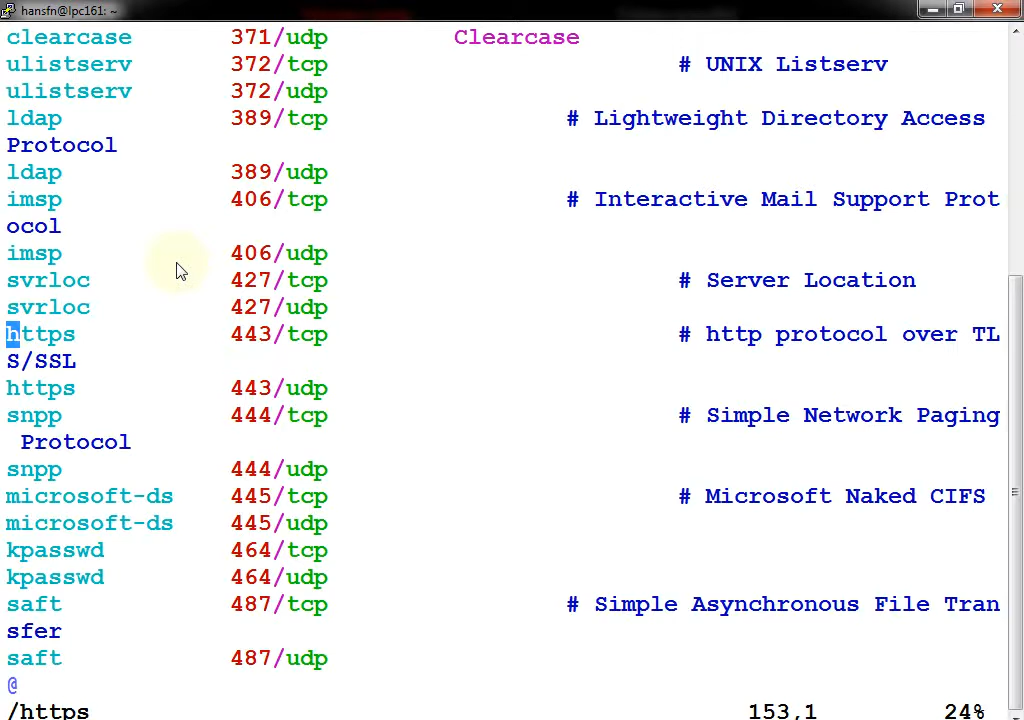 hansfn@lpc161: ~
clearcase 371/udp Clearcase
ulistserv 372/tcp # UNIX Listserv
ulistserv 372/udp
ldap 389/tcp # Lightweight Directory Access
Protocol
ldap 389/udp
imsp 406/tcp # Interactive Mail Support Prot
ocol
imsp 406/udp
svrloc 427/tcp # Server Location
svrloc 427/udp
https 443/tcp # http protocol over TL
S/SSL
https 443/udp
snpp 444/tcp # Simple Network Paging
Protocol
snpp 444/udp
microsoft-ds 445/tcp # Microsoft Naked CIFS
microsoft-ds 445/udp
kpasswd 464/tcp
kpasswd 464/udp
saft 487/tcp # Simple Asynchronous File Tran
sfer
saft 487/udp
@
/https 153,1 24%